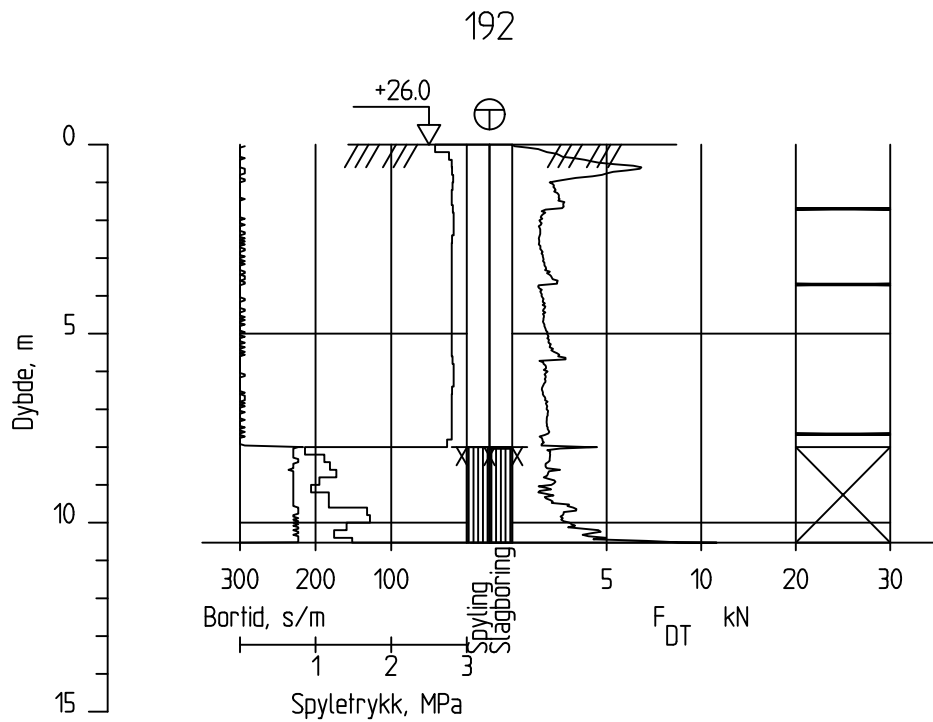 192
+26.0
0
5
10
15
Dybde, m
300 200 100 5 10 20 30
Bortid, s/m
Spyling
Slagboring
F DT kN
1 2 3
Spyletrykk, MPa